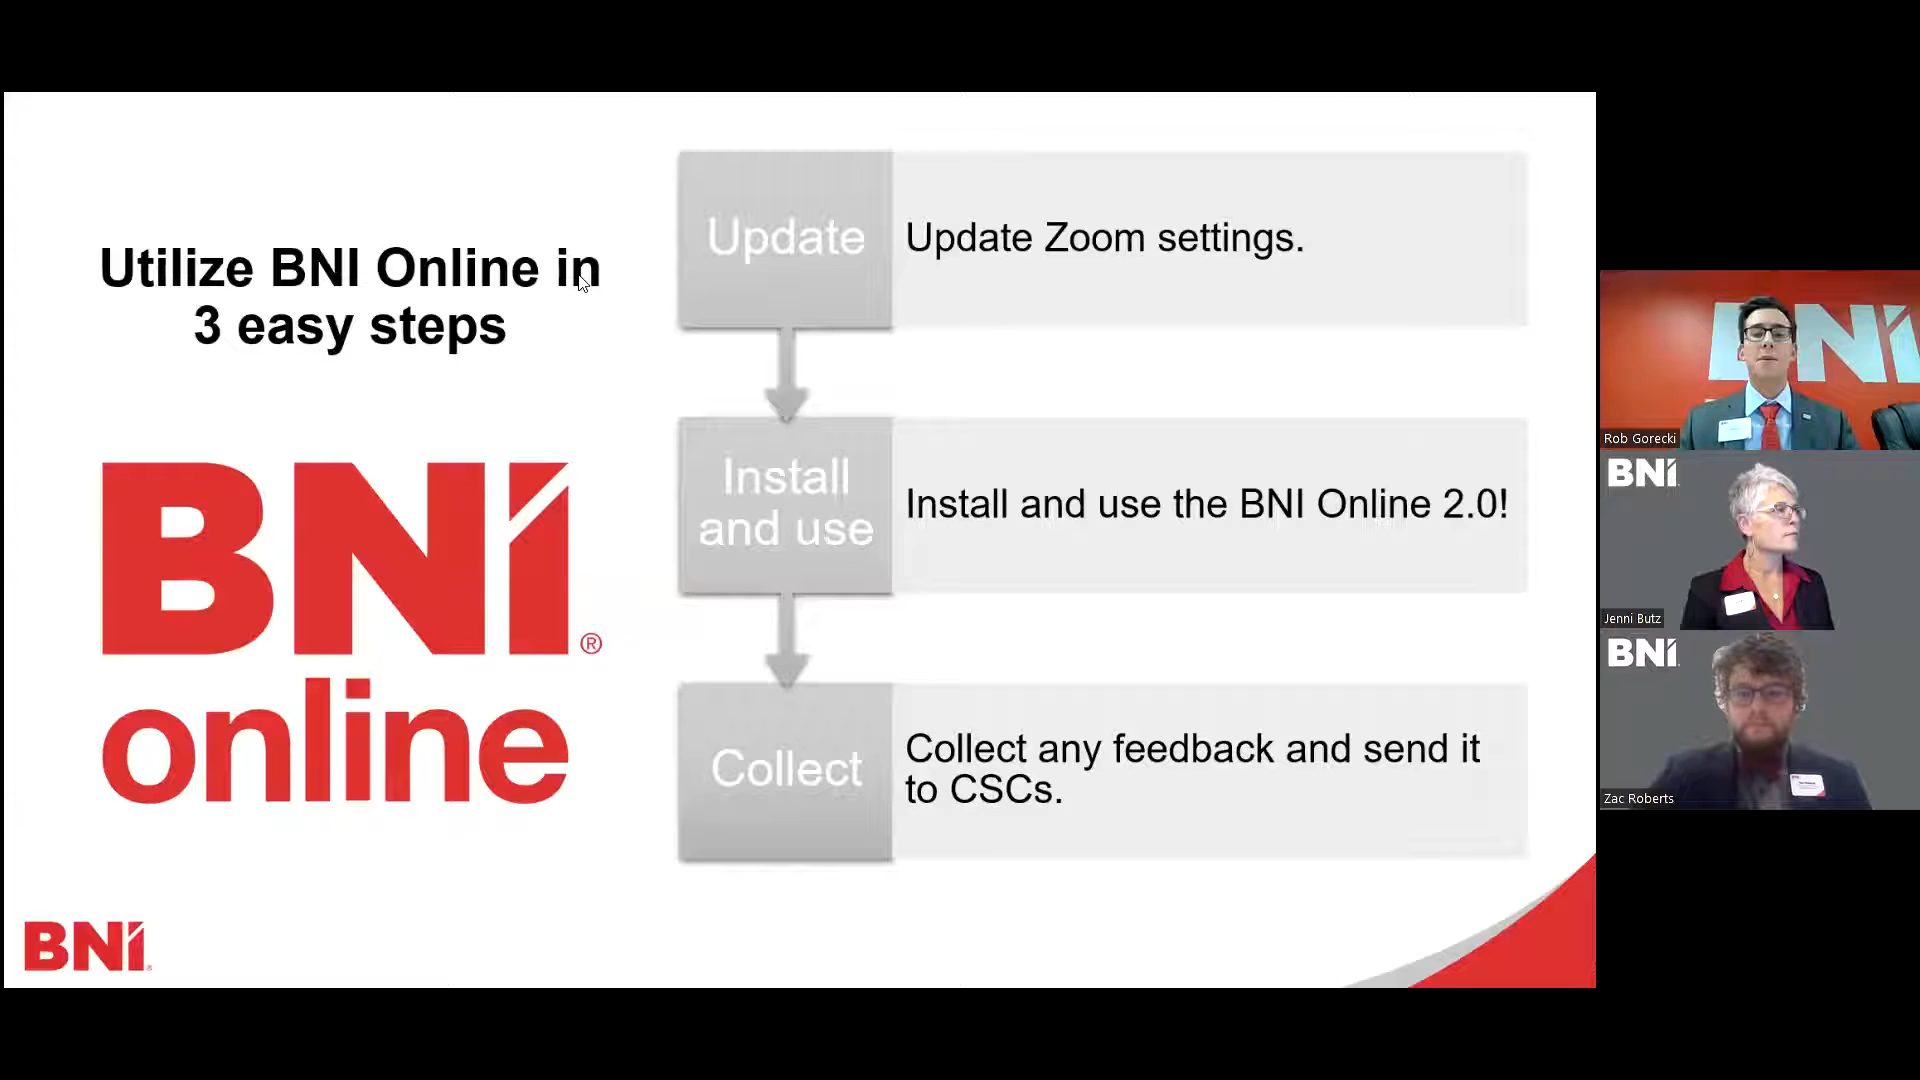 Utilize BNI Online in
3 easy steps
BNI®
online
Update
Update Zoom settings.
Install
and use
Install and use the BNI Online 2.0!
Collect
Collect any feedback and send it
to CSCs.
BNI
BNI
Rob Gorecki
BNI
Jenni Butz
BNI
Zac Roberts